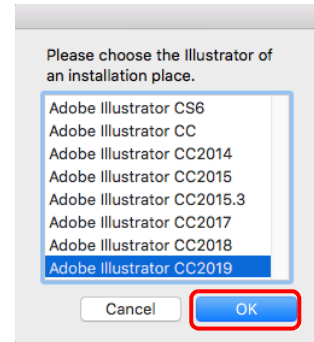 Please choose the Illustrator of
an installation place.
Adobe Illustrator CS6
Adobe Illustrator CC
Adobe Illustrator CC2014
Adobe Illustrator CC2015
Adobe Illustrator CC2015.3
Adobe Illustrator CC2017
Adobe Illustrator CC2018
Adobe Illustrator CC2019
Cancel OK